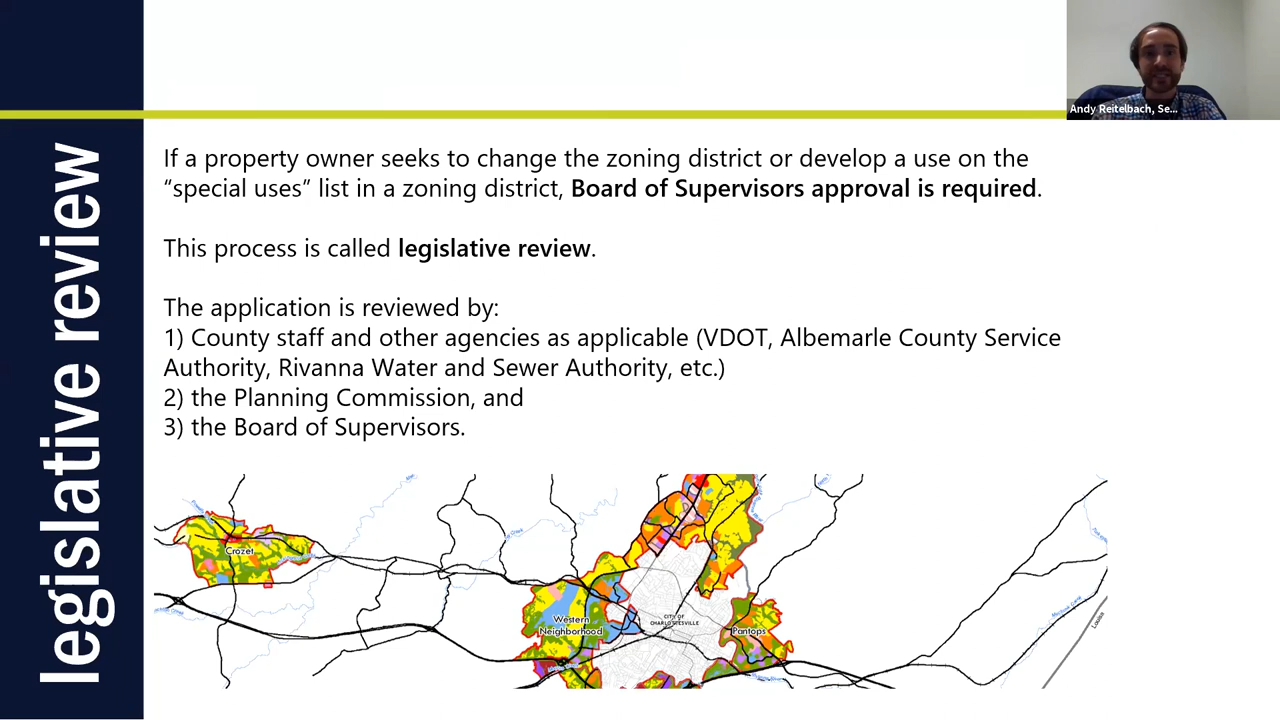 Andy Reitelbach, Se...
legislative review
If a property owner seeks to change the zoning district or develop a use on the
“special uses” list in a zoning district, Board of Supervisors approval is required.
This process is called legislative review.
The application is reviewed by:
1) County staff and other agencies as applicable (VDOT, Albemarle County Service
Authority, Rivanna Water and Sewer Authority, etc.)
2) the Planning Commission, and
3) the Board of Supervisors.
Crozet
Western
Neighborhood
CITY OF
CHARLOTTESVILLE
Pantops
Louisa